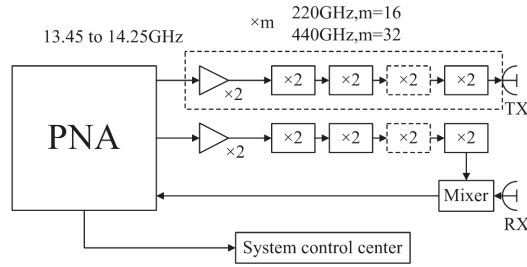 ×m
220GHz,m=16
440GHz,m=32
13.45 to 14.25GHz
×2
×2
×2
×2
×2
TX
PNA
×2
×2
×2
×2
×2
Mixer
RX
System control center